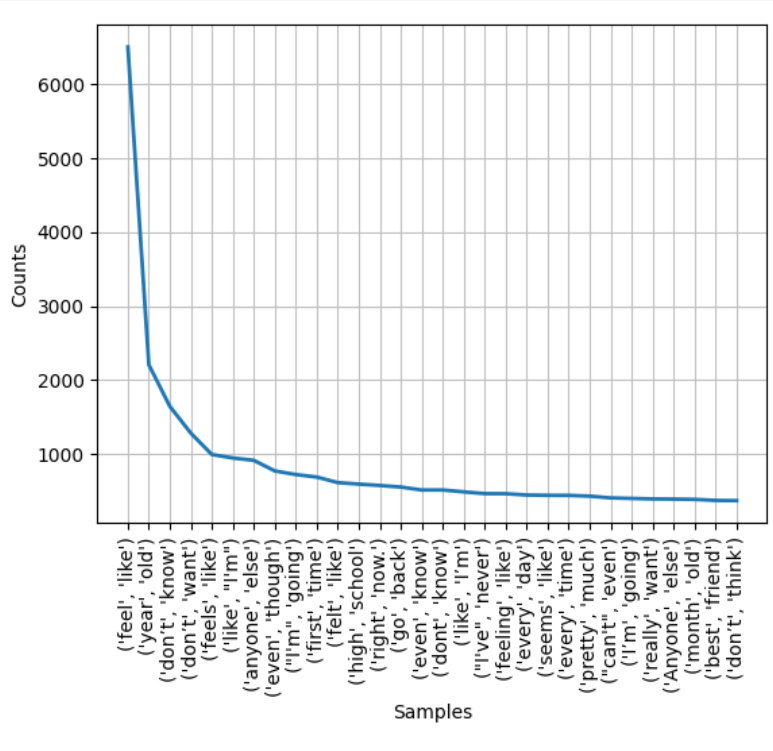 6000
5000
4000
3000
2000
1000
Counts
('feel', 'like')
('year', 'old')
('don’t', 'know')
('don’t', 'want')
('feels', 'like')
('like', "I'm")
('anyone', 'else')
('even', 'though')
("I'm", 'going')
('first', 'time')
('felt', 'like')
('high', 'school')
('right', 'now.')
('go', 'back')
('even', 'know')
('dont', 'know')
('like', 'I’m')
("I've", 'never')
('feeling', 'like')
('every', 'day')
('seems', 'like')
('every', 'time')
('pretty', 'much')
("can't", 'even')
('I’m', 'going')
('really', 'want')
('Anyone', 'else')
('month', 'old')
('best', 'friend')
('don’t', 'think')
Samples